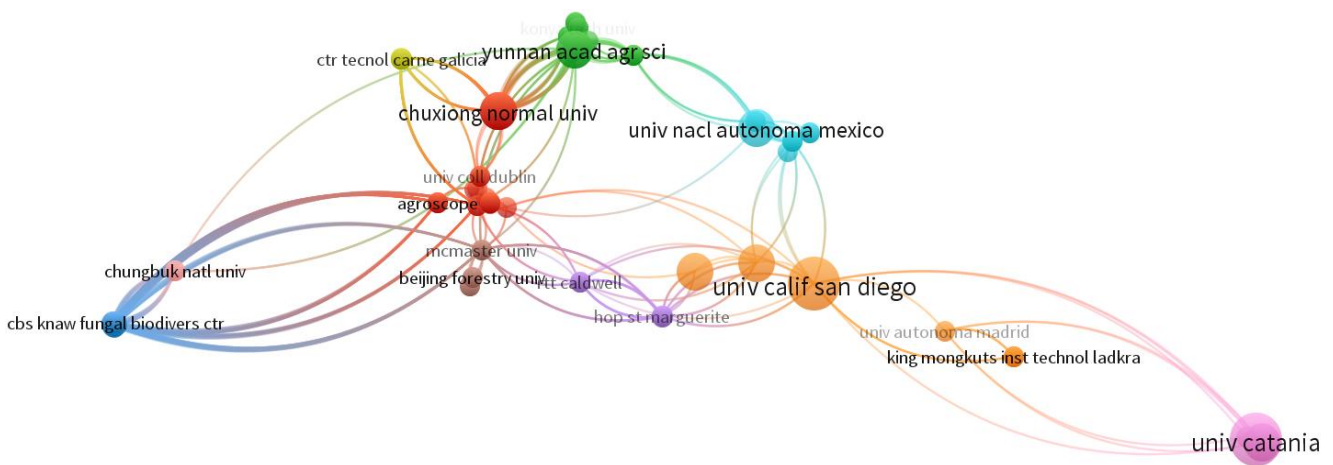 yunnan acad agr sci
ctr tecnol carne galicia
chuxiong normal univ
univ nacl autonoma mexico
univ coll dublin
agroscope
mcmaster univ
chungbuk natl univ
beijing forestry univ
caldwell
univ calif san diego
hop st marguerite
cbs knaw fungal biodivers ctr
univ autonoma madrid
king mongkuts inst technol ladkra
univ catania